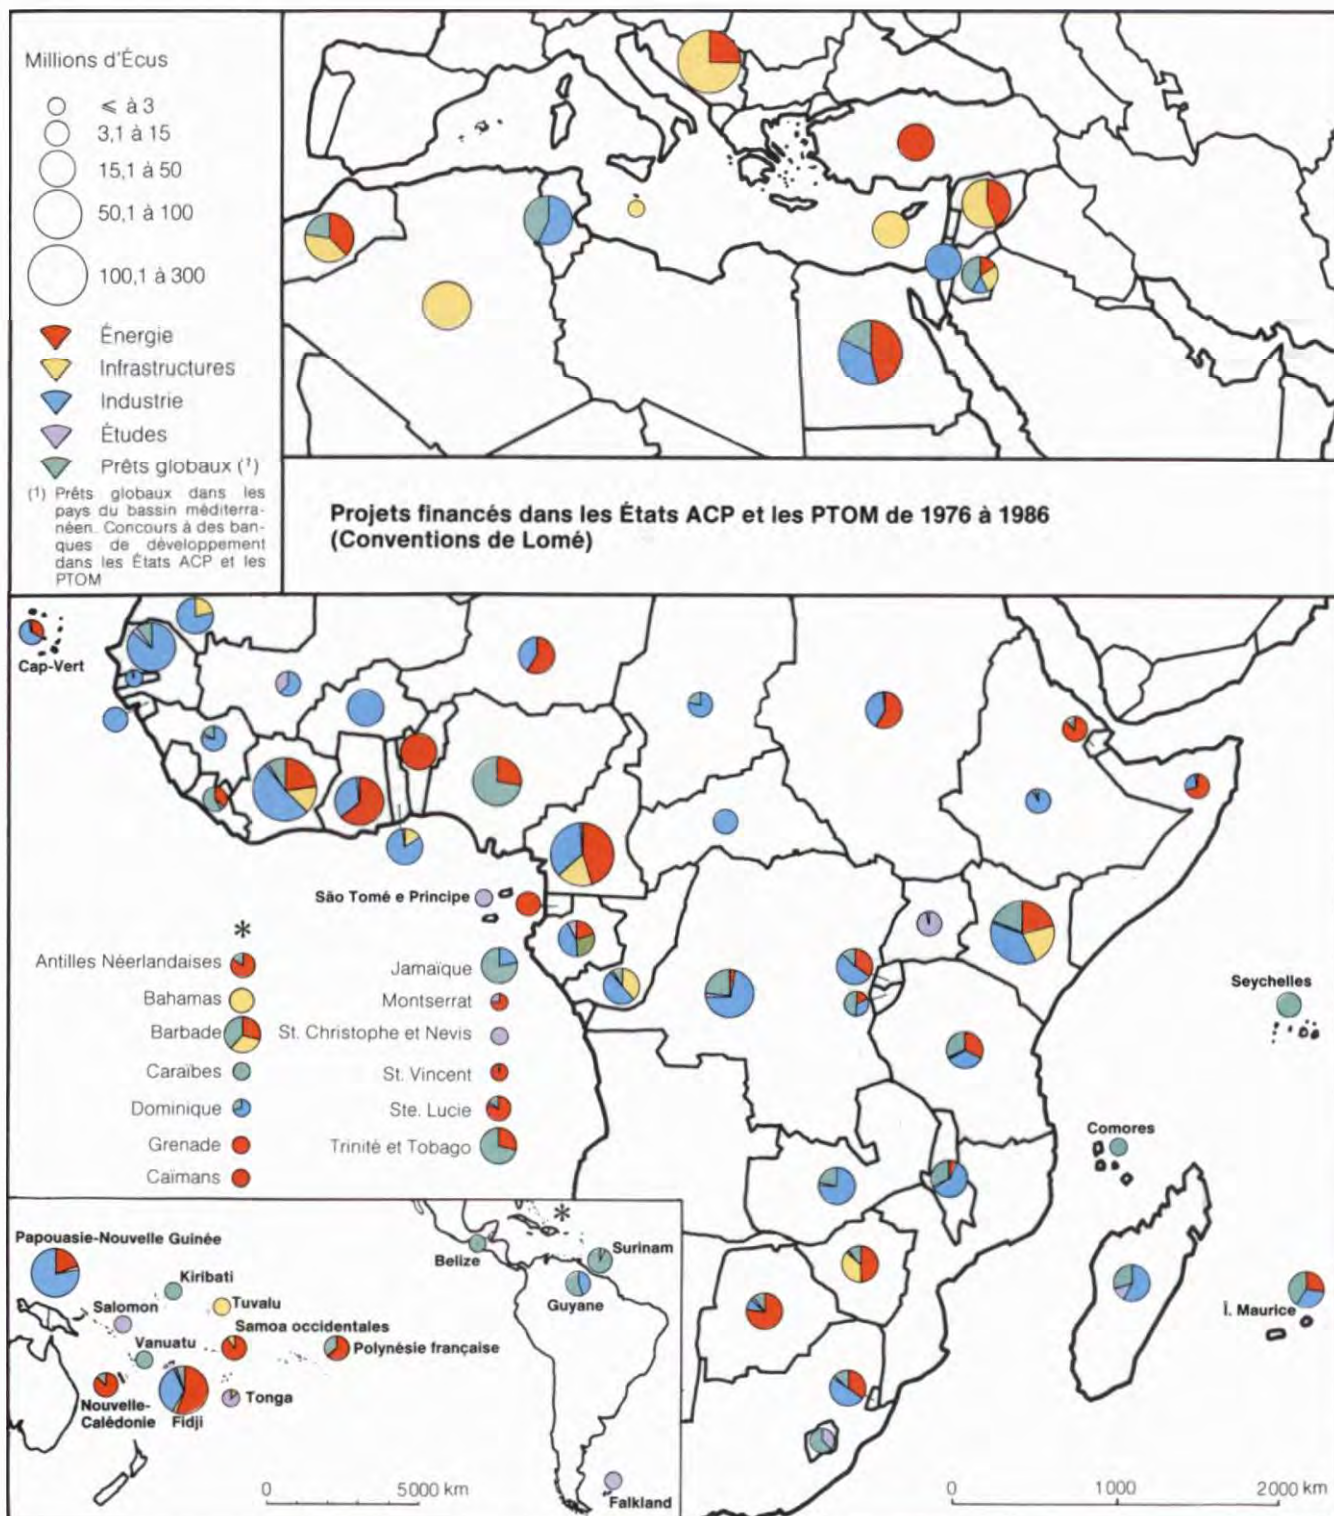 Millions d'Écus
⩽ à 3
3,1 à 15
15,1 à 50
50,1 à 100
100,1 à 300
Énergie
Infrastructures
Industrie
Études
Prêts globaux (¹)
(¹) Prêts globaux dans les
pays du bassin méditerra-
néen. Concours à des ban-
ques de développement
dans les États ACP et les
PTOM
Projets financés dans les États ACP et les PTOM de 1976 à 1986
(Conventions de Lomé)
Cap-Vert
São Tomé e Principe
*
Antilles Néerlandaises
Bahamas
Barbade
Caraïbes
Dominique
Grenade
Caïmans
Jamaïque
Montserrat
St. Christophe et Nevis
St. Vincent
Ste. Lucie
Trinité et Tobago
Seychelles
Comores
Î. Maurice
Papouasie-Nouvelle Guinée
Kiribati
Salomon
Tuvalu
Samoa occidentales
Vanuatu
Polynésie française
Nouvelle-
Calédonie
Fidji
Tonga
*
Belize
Surinam
Guyane
Falkland
0 5000 km
0 1000 2000 km